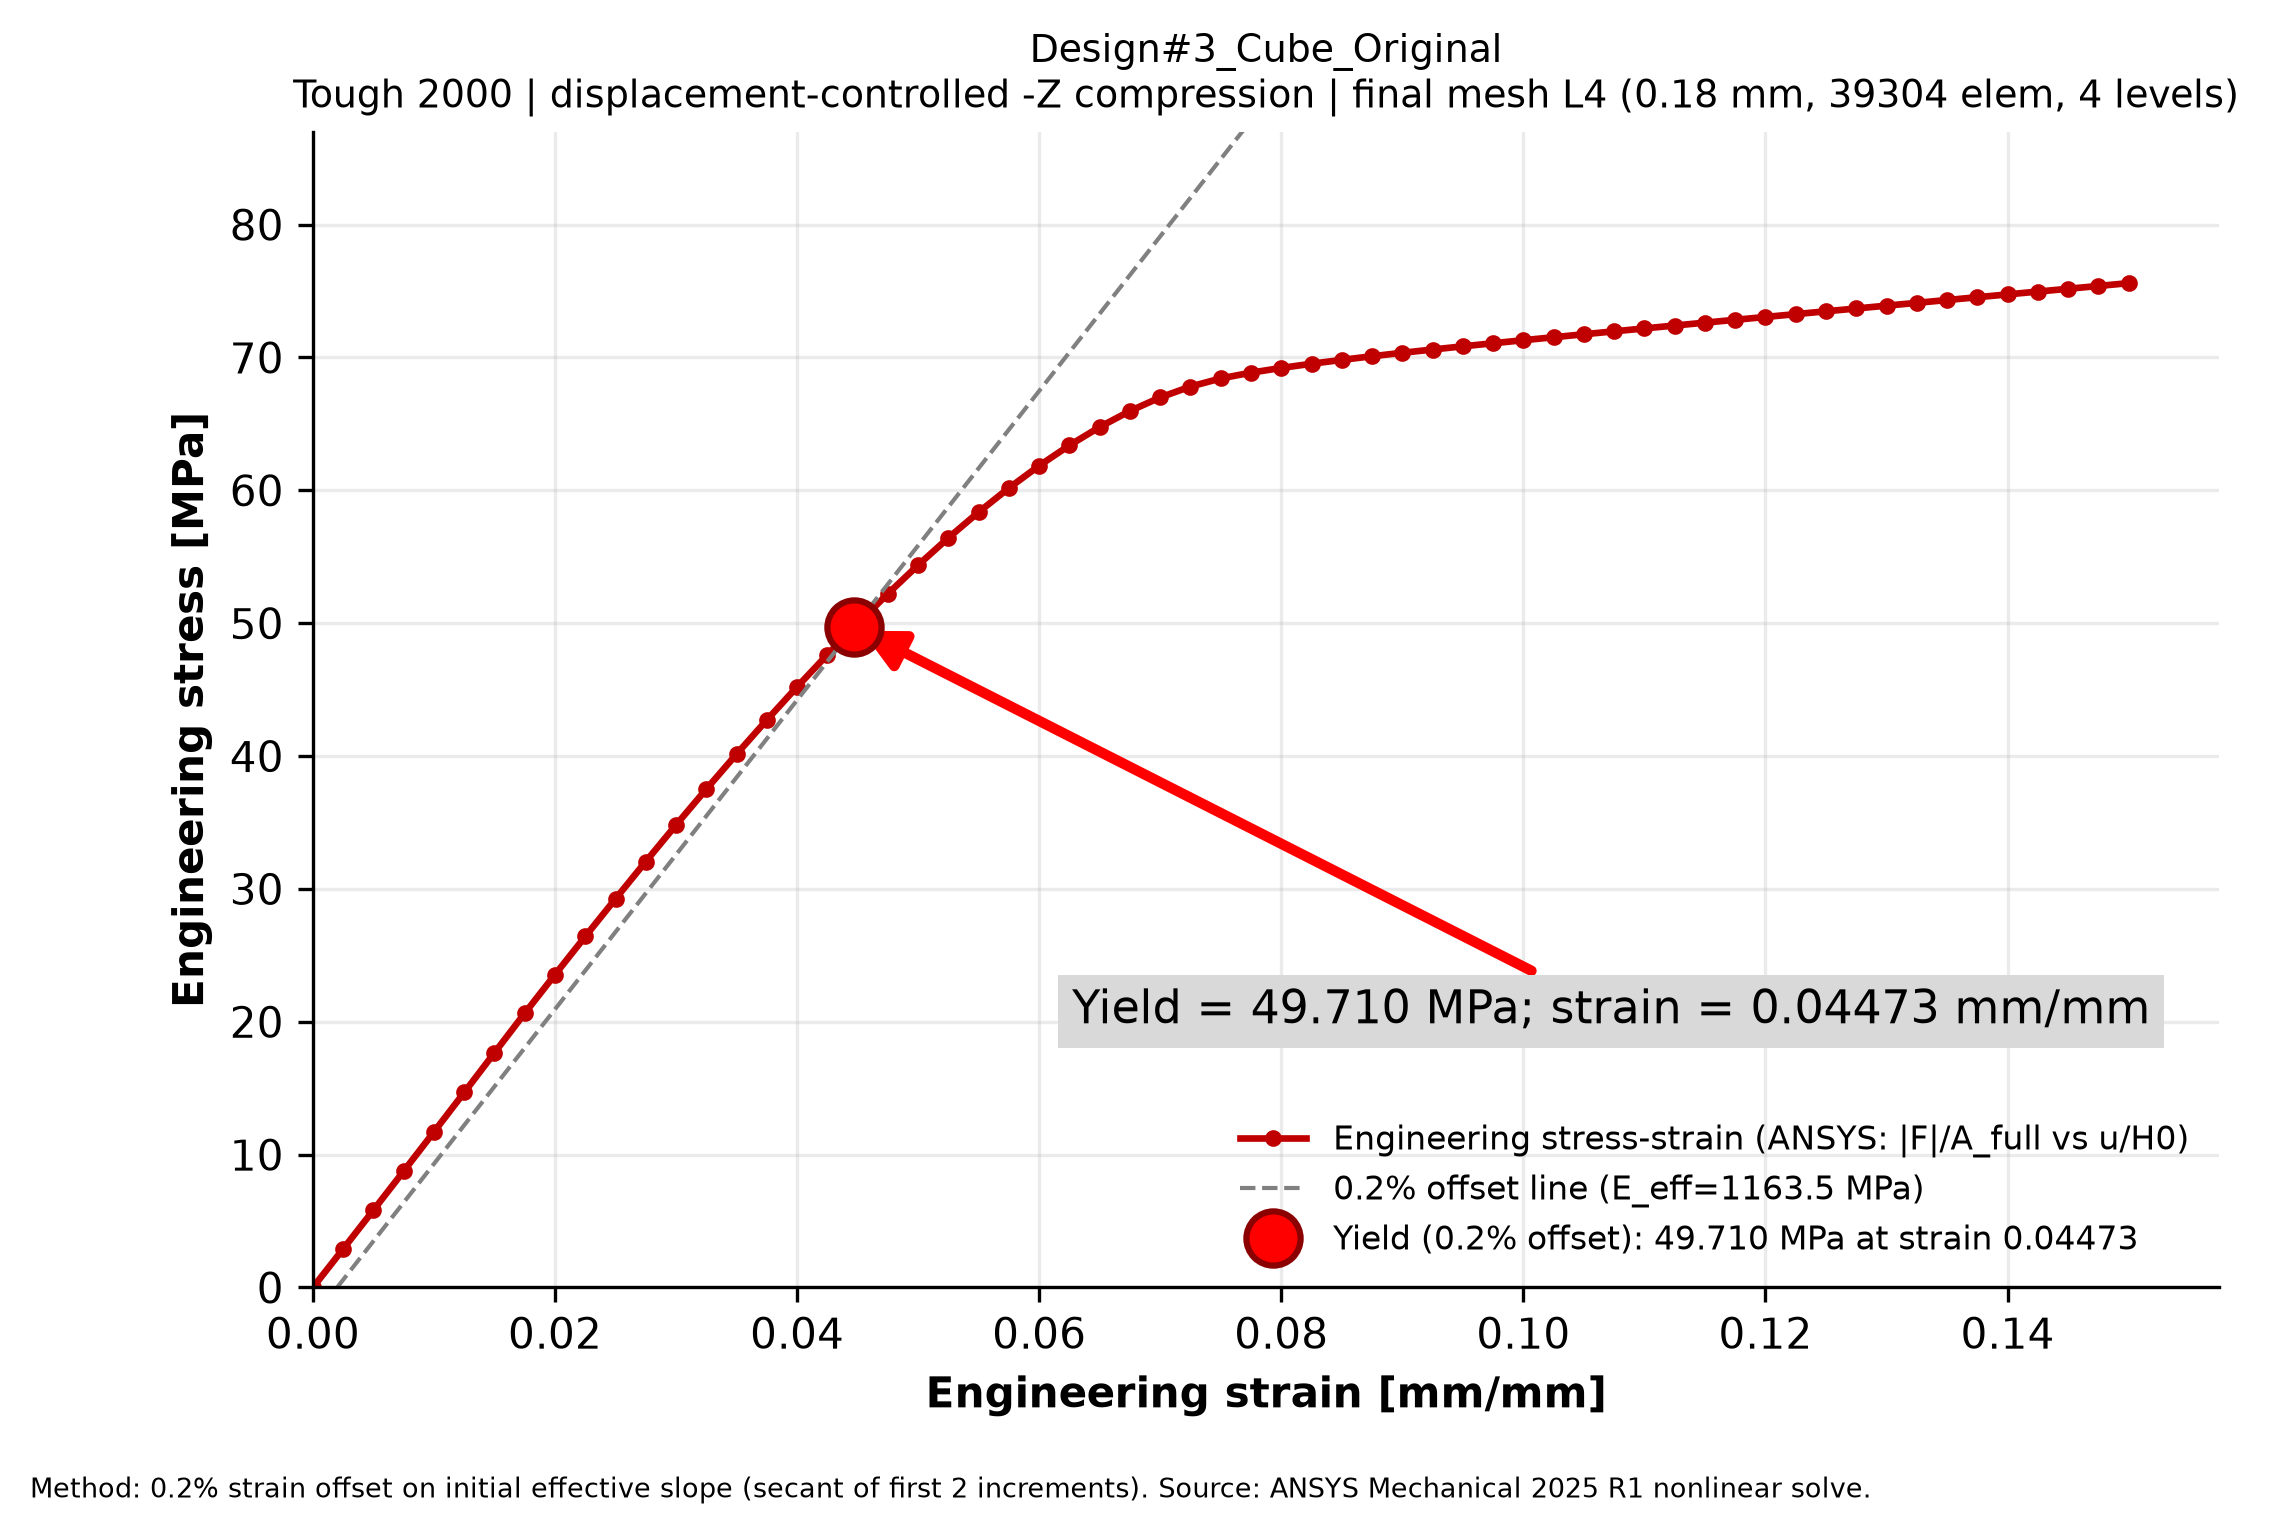 Design#3_Cube_Original
Tough 2000 | displacement-controlled -Z compression | final mesh L4 (0.18 mm, 39304 elem, 4 levels)
Engineering stress [MPa]
80
70
60
50
40
30
20
10
0
Yield = 49.710 MPa; strain = 0.04473 mm/mm
Engineering stress-strain (ANSYS: |F|/A_full vs u/H0)
0.2% offset line (E_eff=1163.5 MPa)
Yield (0.2% offset): 49.710 MPa at strain 0.04473
0.00 0.02 0.04 0.06 0.08 0.10 0.12 0.14
Engineering strain [mm/mm]
Method: 0.2% strain offset on initial effective slope (secant of first 2 increments). Source: ANSYS Mechanical 2025 R1 nonlinear solve.